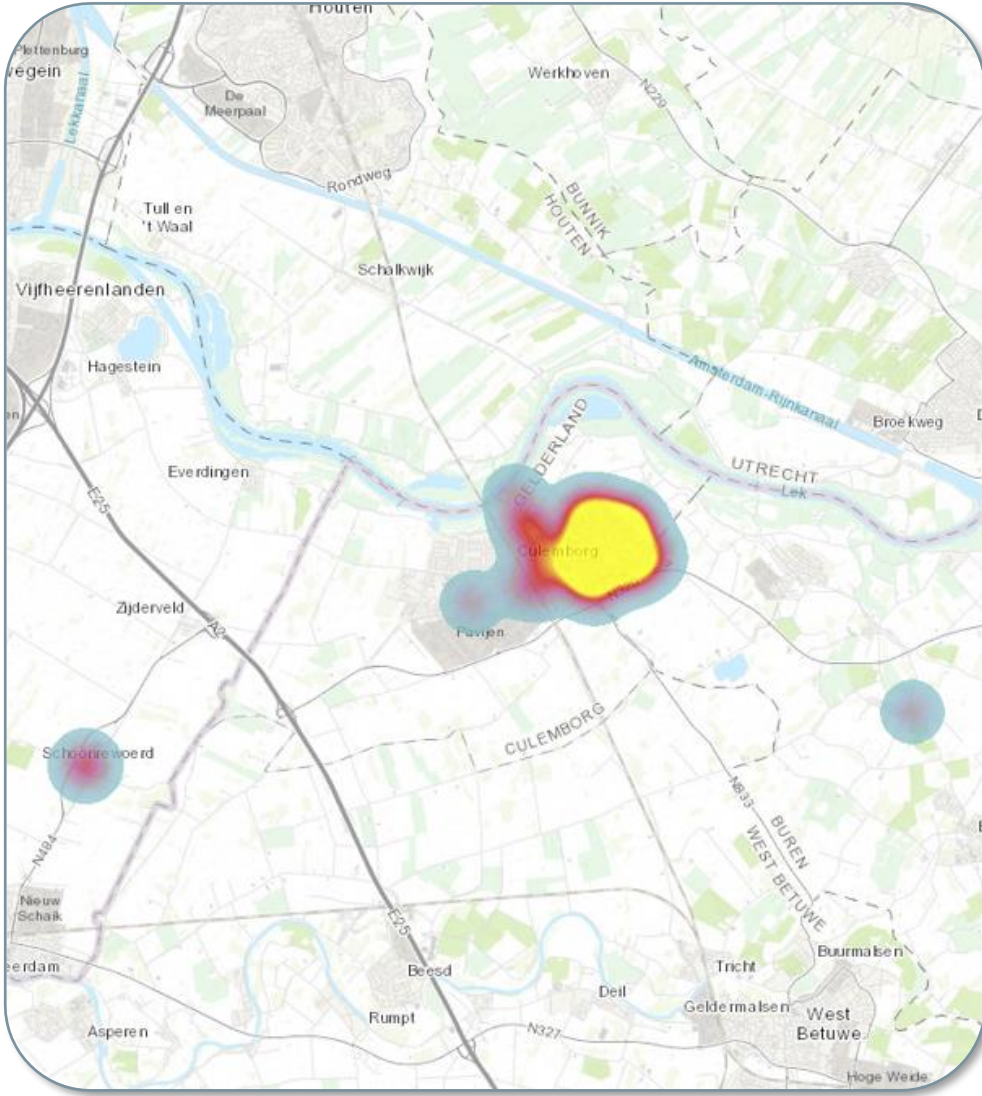 Houten
Plettenburg
wegein
Lekkanaal
De
Meerpaal
Werkhoven
N229
Rondweg
Tull en
't Waal
BUNNIK
HOUTEN
Schalkwijk
Vijfheerenlanden
Hagestein
Amsterdam-Rijnkanaal
Broekweg
GELDERLAND
UTRECHT
Lek
Everdingen
E25
Culemborg
Zijderveld
A2
Pavijen
CULEMBORG
Schoonrewoerd
N833
BUREN
WEST BETUWE
N484
Nieuw
Schaik
eerdam
E25
Beesd
Buurmalsen
Tricht
Deil
Geldermalsen
West
Betuwe
Rumpt
N327
Asperen
Hoge Weide